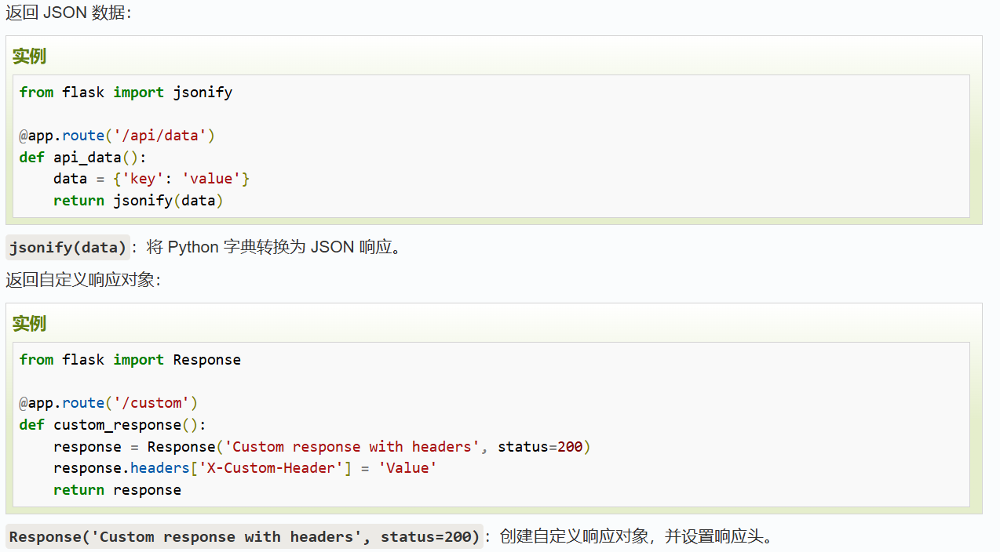 返回 JSON 数据：
实例
from flask import jsonify
@app.route('/api/data')
def api_data():
    data = {'key': 'value'}
    return jsonify(data)
jsonify(data)：将 Python 字典转换为 JSON 响应。
返回自定义响应对象：
实例
from flask import Response
@app.route('/custom')
def custom_response():
    response = Response('Custom response with headers', status=200)
    response.headers['X-Custom-Header'] = 'Value'
    return response
Response('Custom response with headers', status=200)：创建自定义响应对象，并设置响应头。